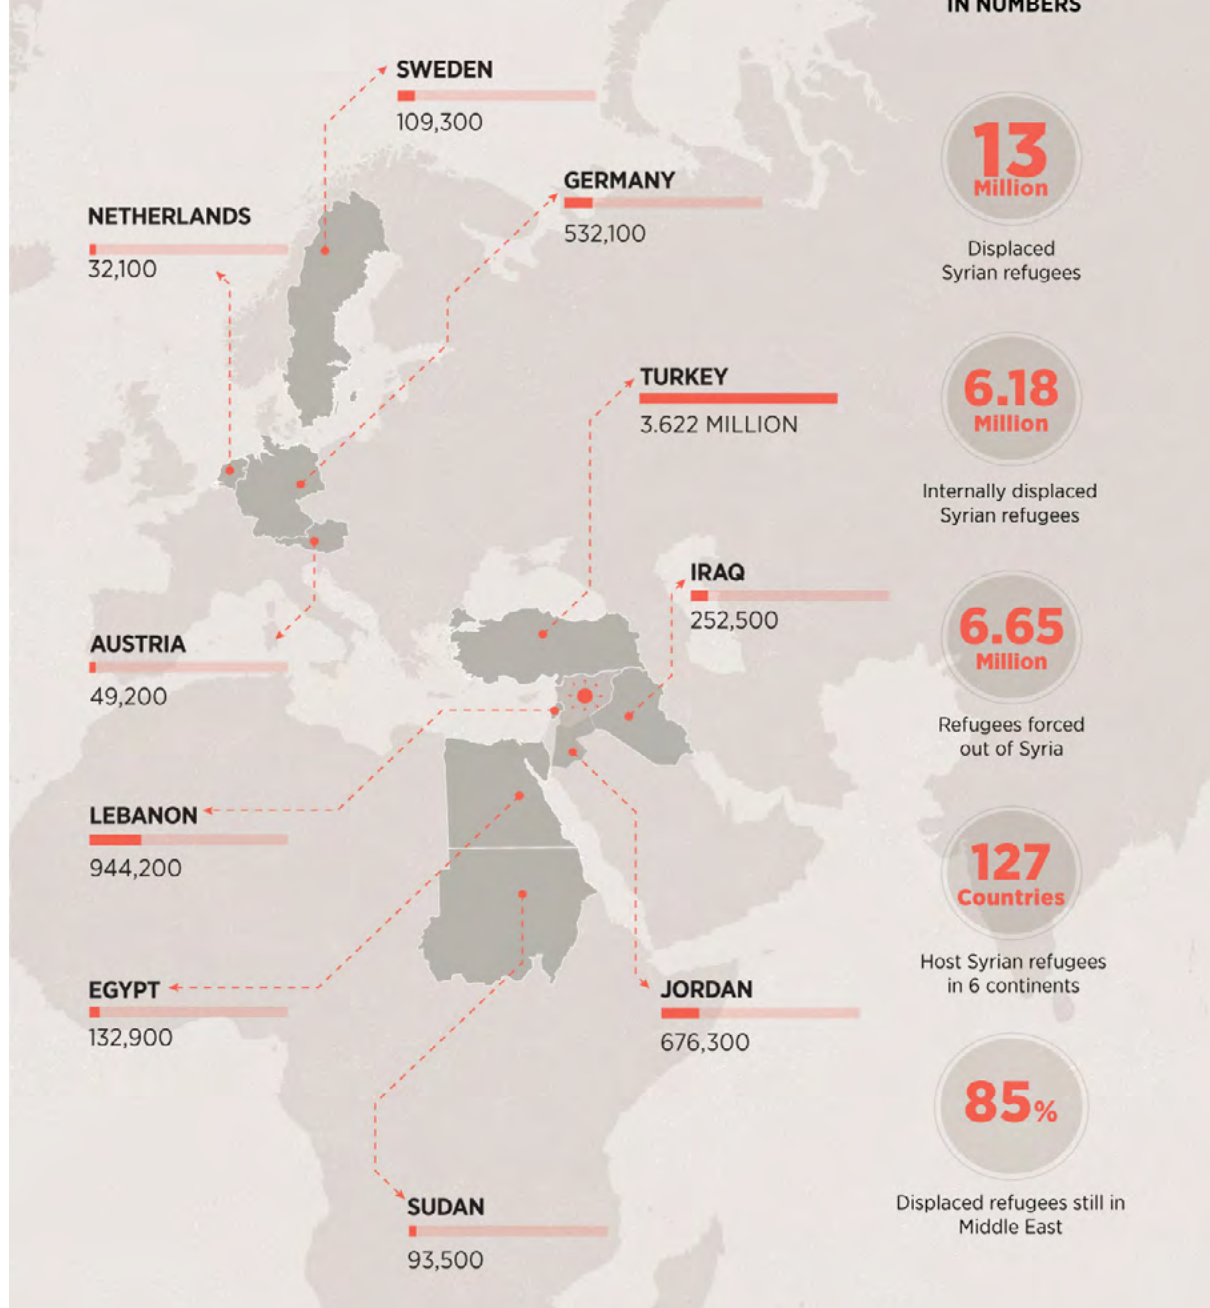 IN NUMBERS
SWEDEN
109,300
GERMANY
532,100
NETHERLANDS
32,100
TURKEY
3.622 MILLION
IRAQ
252,500
AUSTRIA
49,200
LEBANON
944,200
EGYPT
132,900
JORDAN
676,300
SUDAN
93,500
13
Million
Displaced
Syrian refugees
6.18
Million
Internally displaced
Syrian refugees
6.65
Million
Refugees forced
out of Syria
127
Countries
Host Syrian refugees
in 6 continents
85%
Displaced refugees still in
Middle East